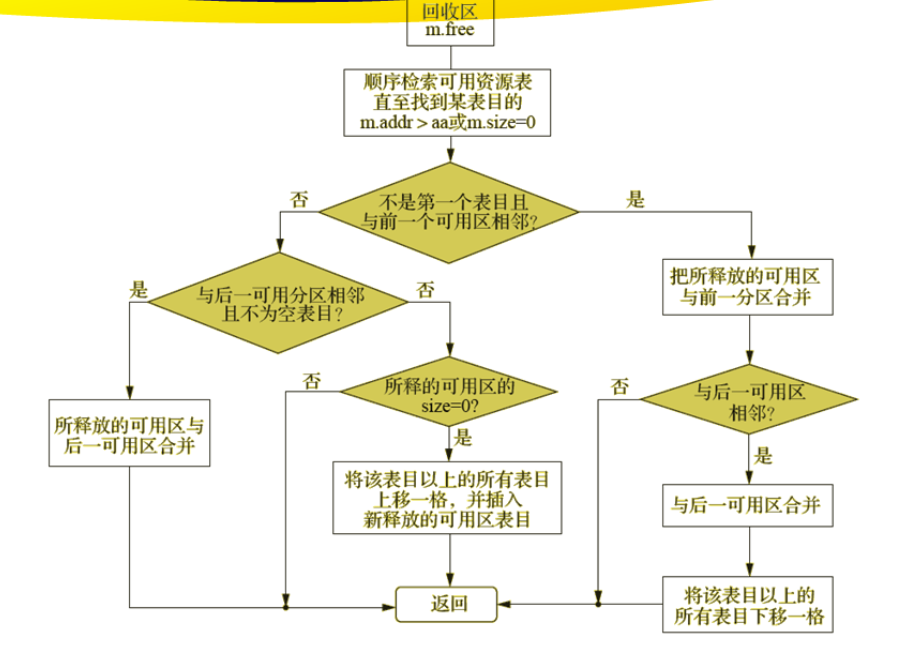 回收区
m.free
顺序检索可用资源表
直至找到某表目的
m.addr＞aa或m.size=0
不是第一个表目且
与前一个可用区相邻?
否
是
与后一可用分区相邻
且不为空表目?
是
否
把所释放的可用区
与前一分区合并
所释的可用区的
size=0?
否
是
与后一可用区
相邻?
否
是
所释放的可用区与
后一可用区合并
将该表目以上的所有表目
上移一格，并插入
新释放的可用区表目
与后一可用区合并
将该表目以上的
所有表目下移一格
返回